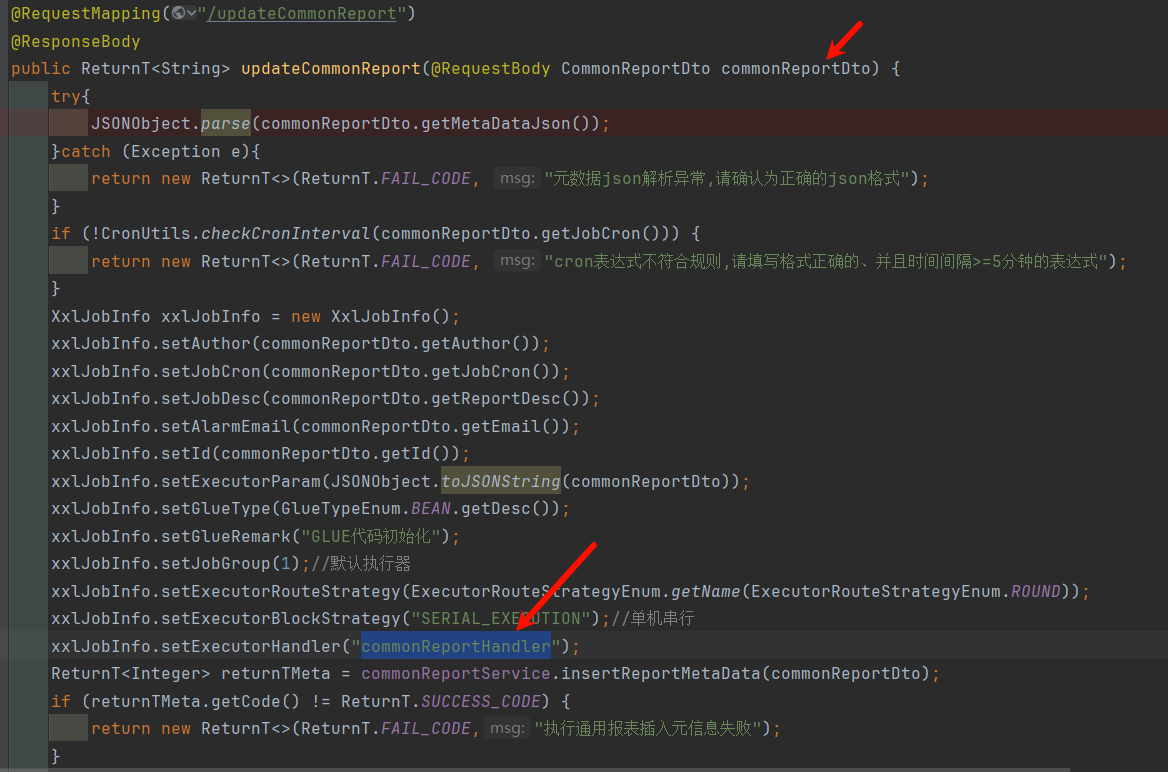 @RequestMapping("/updateCommonReport")
@ResponseBody
public ReturnT<String> updateCommonReport(@RequestBody CommonReportDto commonReportDto) {
try{
JSONObject.parse(commonReportDto.getMetaDataJson());
}catch (Exception e){
return new ReturnT<>(ReturnT.FAIL_CODE, msg: "元数据json解析异常,请确认为正确的json格式");
}
if (!CronUtils.checkCronInterval(commonReportDto.getJobCron())) {
return new ReturnT<>(ReturnT.FAIL_CODE, msg: "cron表达式不符合规则,请填写格式正确的、并且时间间隔>=5分钟的表达式");
}
XxlJobInfo xxlJobInfo = new XxlJobInfo();
xxlJobInfo.setAuthor(commonReportDto.getAuthor());
xxlJobInfo.setJobCron(commonReportDto.getJobCron());
xxlJobInfo.setJobDesc(commonReportDto.getReportDesc());
xxlJobInfo.setAlarmEmail(commonReportDto.getEmail());
xxlJobInfo.setId(commonReportDto.getId());
xxlJobInfo.setExecutorParam(JSONObject.toJSONString(commonReportDto));
xxlJobInfo.setGlueType(GlueTypeEnum.BEAN.getDesc());
xxlJobInfo.setGlueRemark("GLUE代码初始化");
xxlJobInfo.setJobGroup(1);//默认执行器
xxlJobInfo.setExecutorRouteStrategy(ExecutorRouteStrategyEnum.getName(ExecutorRouteStrategyEnum.ROUND));
xxlJobInfo.setExecutorBlockStrategy("SERIAL_EXECUTION");//单机串行
xxlJobInfo.setExecutorHandler("commonReportHandler");
ReturnT<Integer> returnTMeta = commonReportService.insertReportMetaData(commonReportDto);
if (returnTMeta.getCode() != ReturnT.SUCCESS_CODE) {
return new ReturnT<>(ReturnT.FAIL_CODE, msg: "执行通用报表插入元信息失败");
}